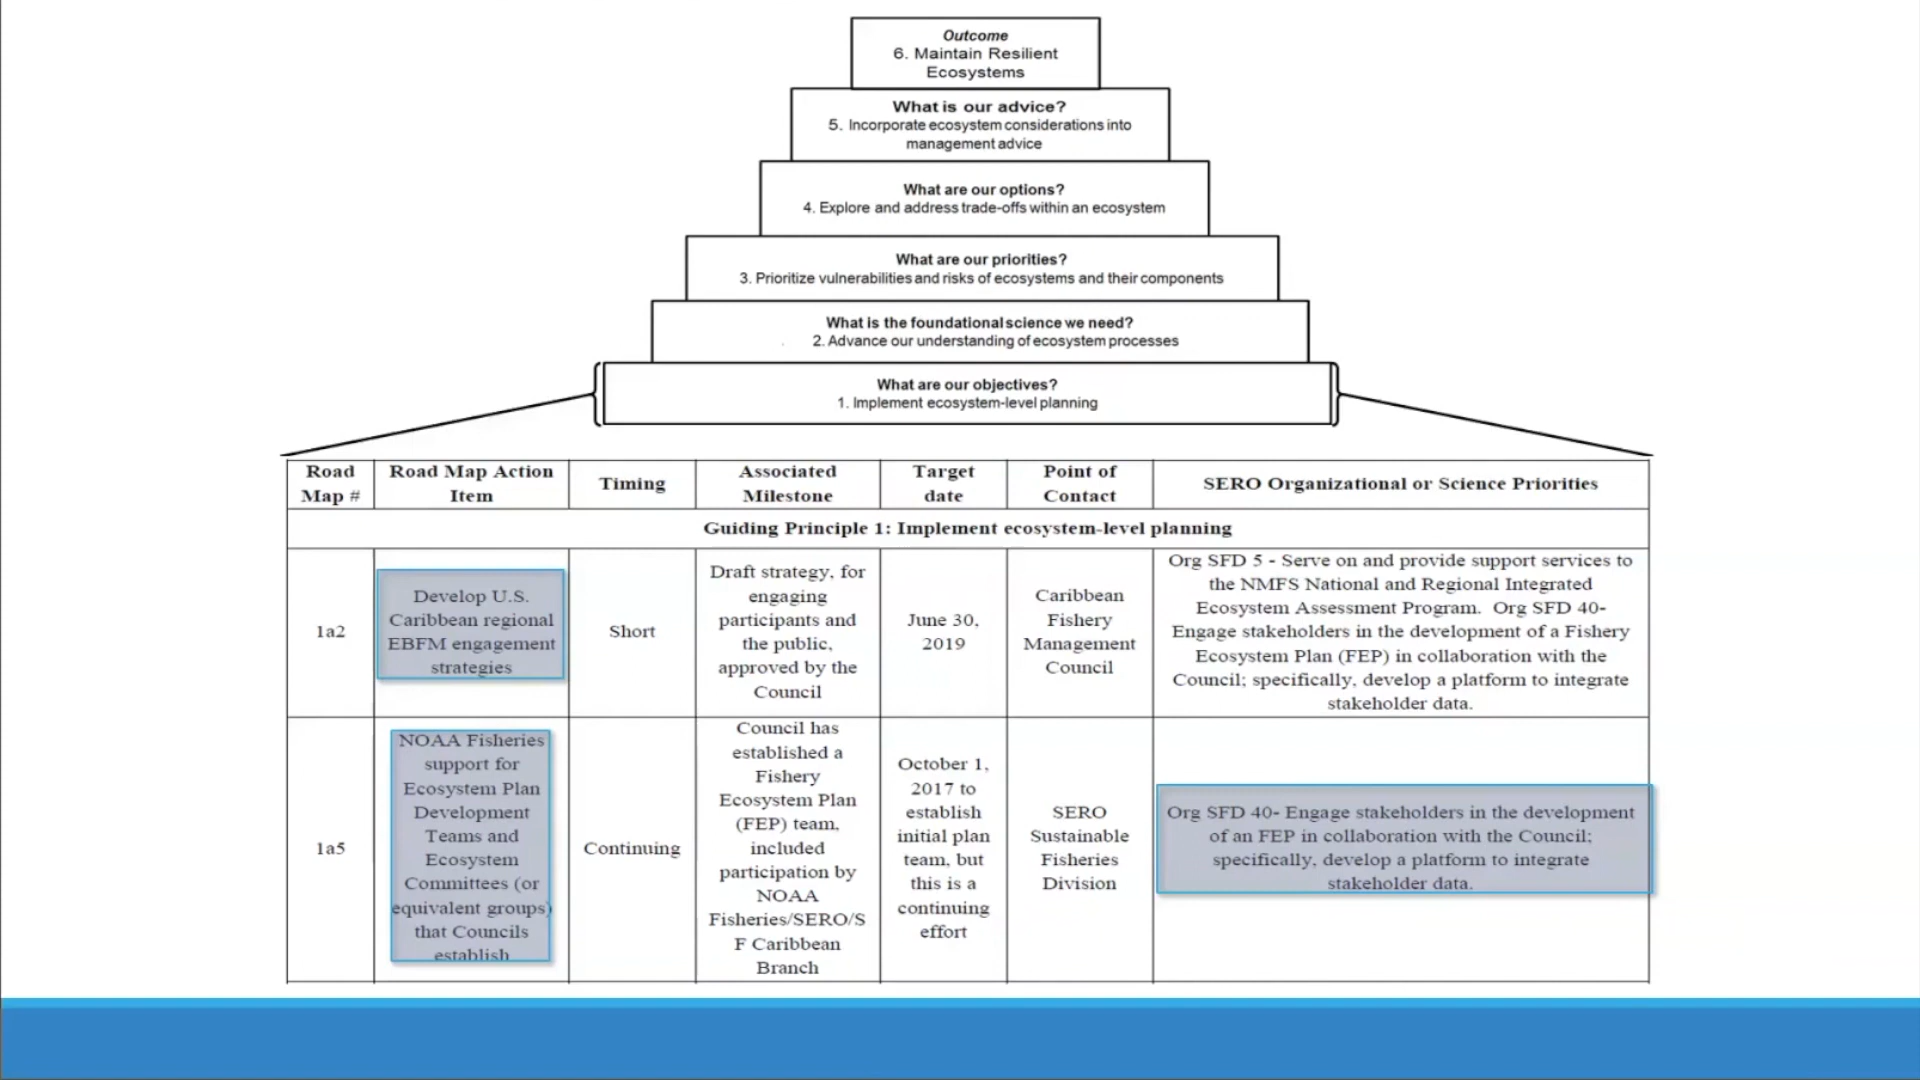 Outcome
6. Maintain Resilient
Ecosystems
What is our advice?
5. Incorporate ecosystem considerations into
management advice
What are our options?
4. Explore and address trade-offs within an ecosystem
What are our priorities?
3. Prioritize vulnerabilities and risks of ecosystems and their components
What is the foundational science we need?
2. Advance our understanding of ecosystem processes
What are our objectives?
1. Implement ecosystem-level planning
Road
Map #
Road Map Action
Item
Timing
Associated
Milestone
Target
date
Point of
Contact
SERO Organizational or Science Priorities
Guiding Principle 1: Implement ecosystem-level planning
1a2
Develop U.S.
Caribbean regional
EBFM engagement
strategies
Short
Draft strategy, for
engaging
participants and
the public,
approved by the
Council
June 30,
2019
Caribbean
Fishery
Management
Council
Org SFD 5 - Serve on and provide support services to
the NMFS National and Regional Integrated
Ecosystem Assessment Program. Org SFD 40-
Engage stakeholders in the development of a Fishery
Ecosystem Plan (FEP) in collaboration with the
Council; specifically, develop a platform to integrate
stakeholder data.
1a5
NOAA Fisheries
support for
Ecosystem Plan
Development
Teams and
Ecosystem
Committees (or
equivalent groups)
that Councils
establish
Continuing
Council has
established a
Fishery
Ecosystem Plan
(FEP) team,
included
participation by
NOAA
Fisheries/SERO/S
F Caribbean
Branch
October 1,
2017 to
establish
initial plan
team, but
this is a
continuing
effort
SERO
Sustainable
Fisheries
Division
Org SFD 40- Engage stakeholders in the development
of an FEP in collaboration with the Council;
specifically, develop a platform to integrate
stakeholder data.